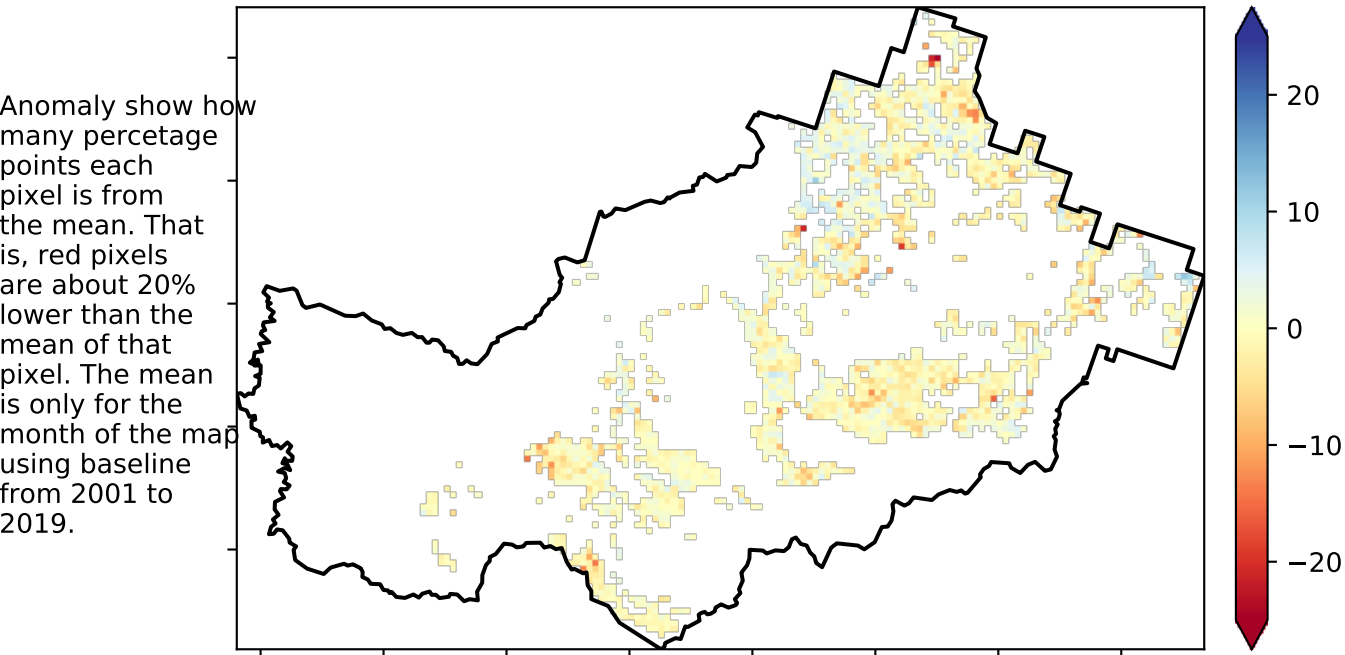 Anomaly show how
many percetage
points each
pixel is from
the mean. That
is, red pixels
are about 20%
lower than the
mean of that
pixel. The mean
is only for the
month of the map
using baseline
from 2001 to
2019.
20
10
0
−10
−20